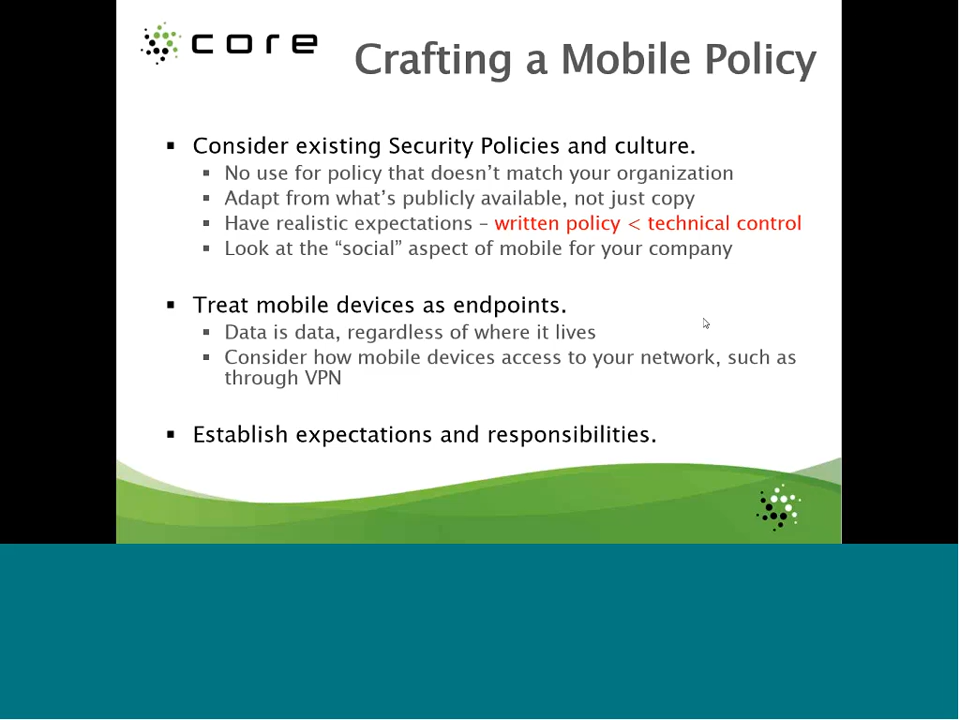 core
Crafting a Mobile Policy
▪ Consider existing Security Policies and culture.
▪ No use for policy that doesn’t match your organization
▪ Adapt from what’s publicly available, not just copy
▪ Have realistic expectations – written policy < technical control
▪ Look at the “social” aspect of mobile for your company
▪ Treat mobile devices as endpoints.
▪ Data is data, regardless of where it lives
▪ Consider how mobile devices access to your network, such as
through VPN
▪ Establish expectations and responsibilities.